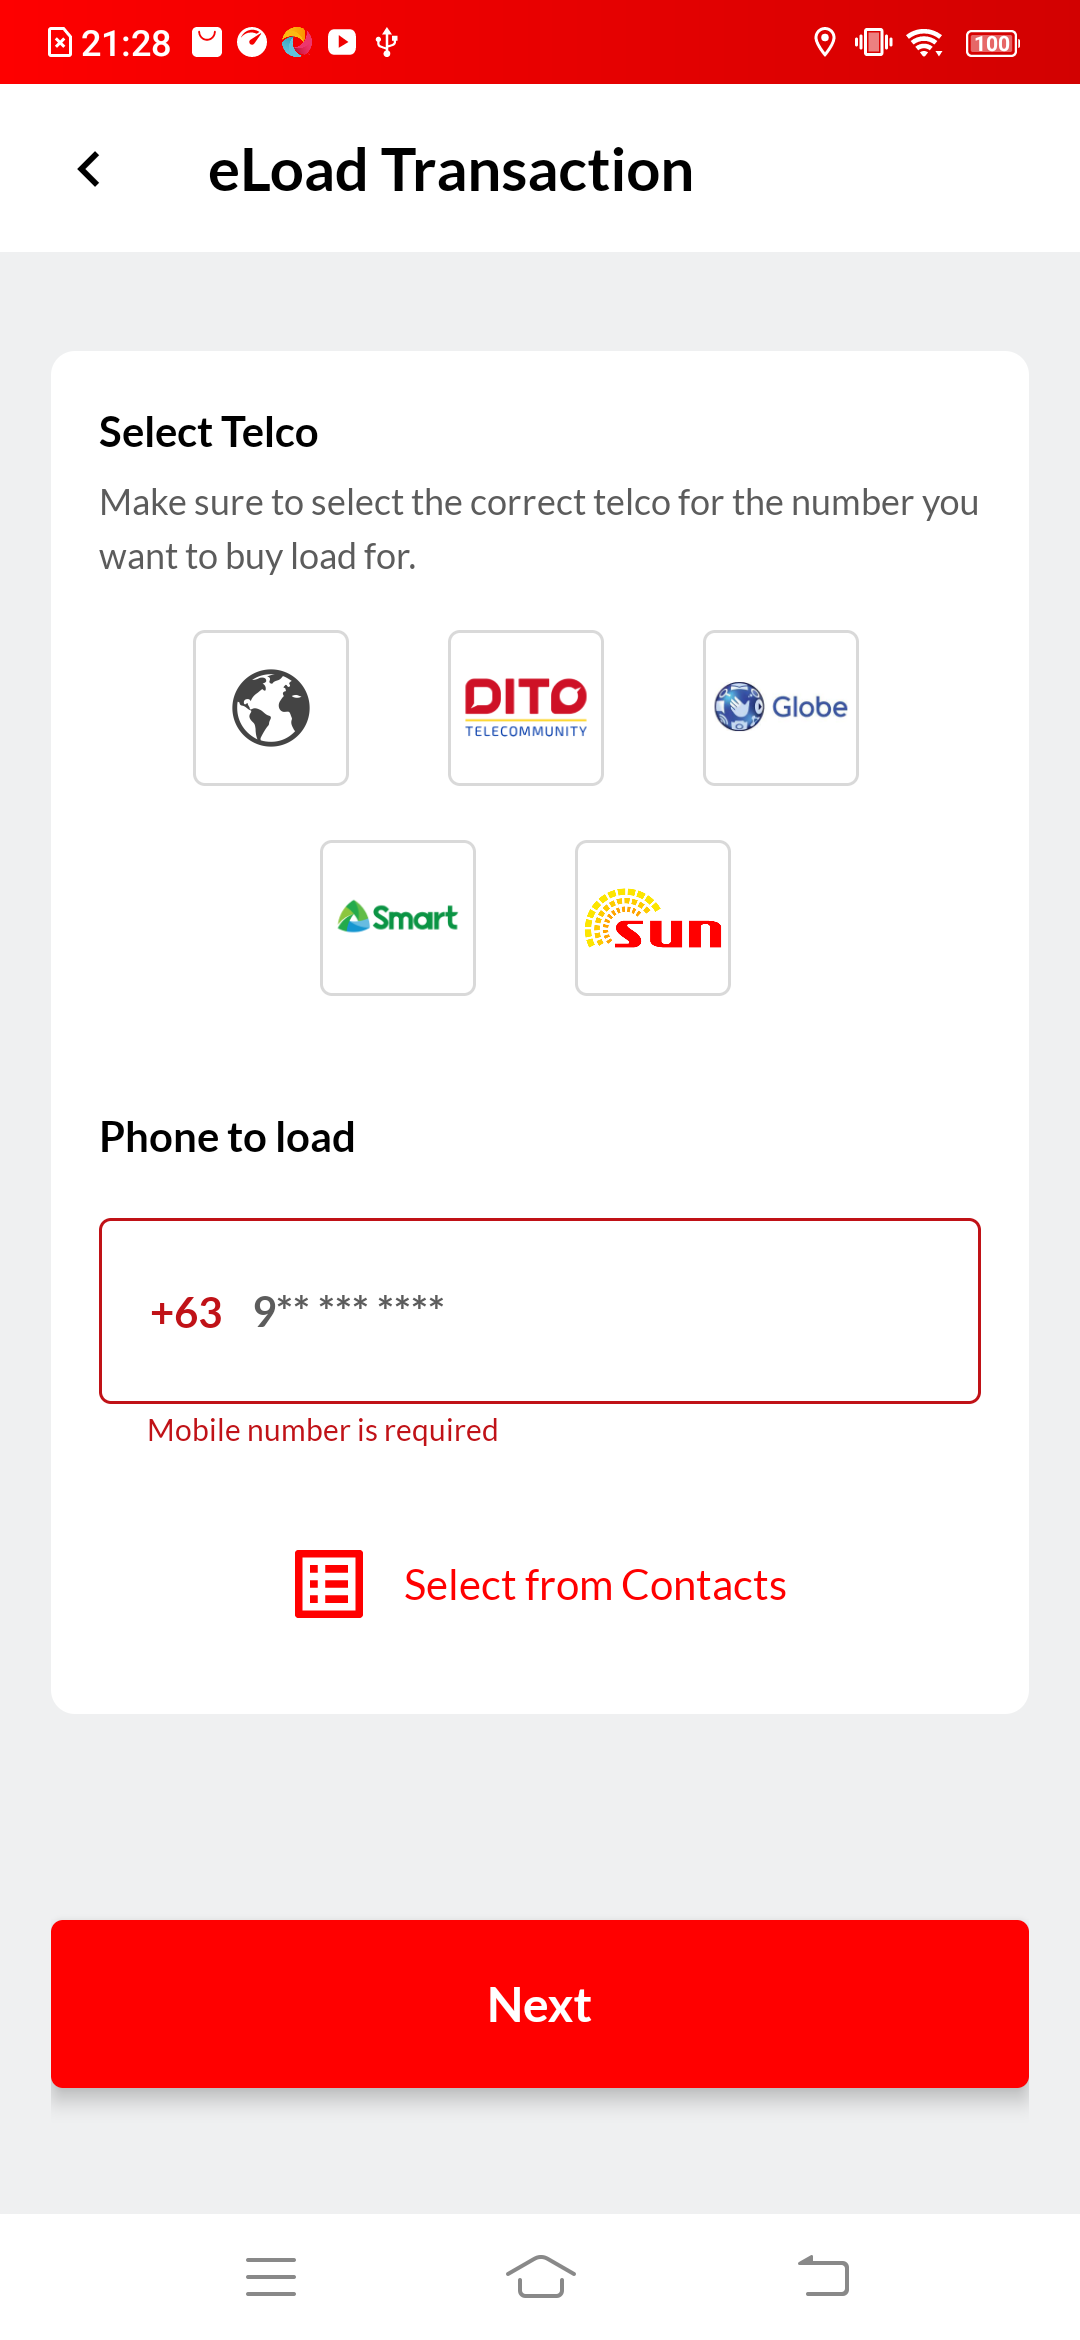 21:28
100
eLoad Transaction
Select Telco
Make sure to select the correct telco for the number you
want to buy load for.
DITO
TELECOMMUNITY
Globe
Smart
sun
Phone to load
+63 9** *** ****
Mobile number is required
Select from Contacts
Next